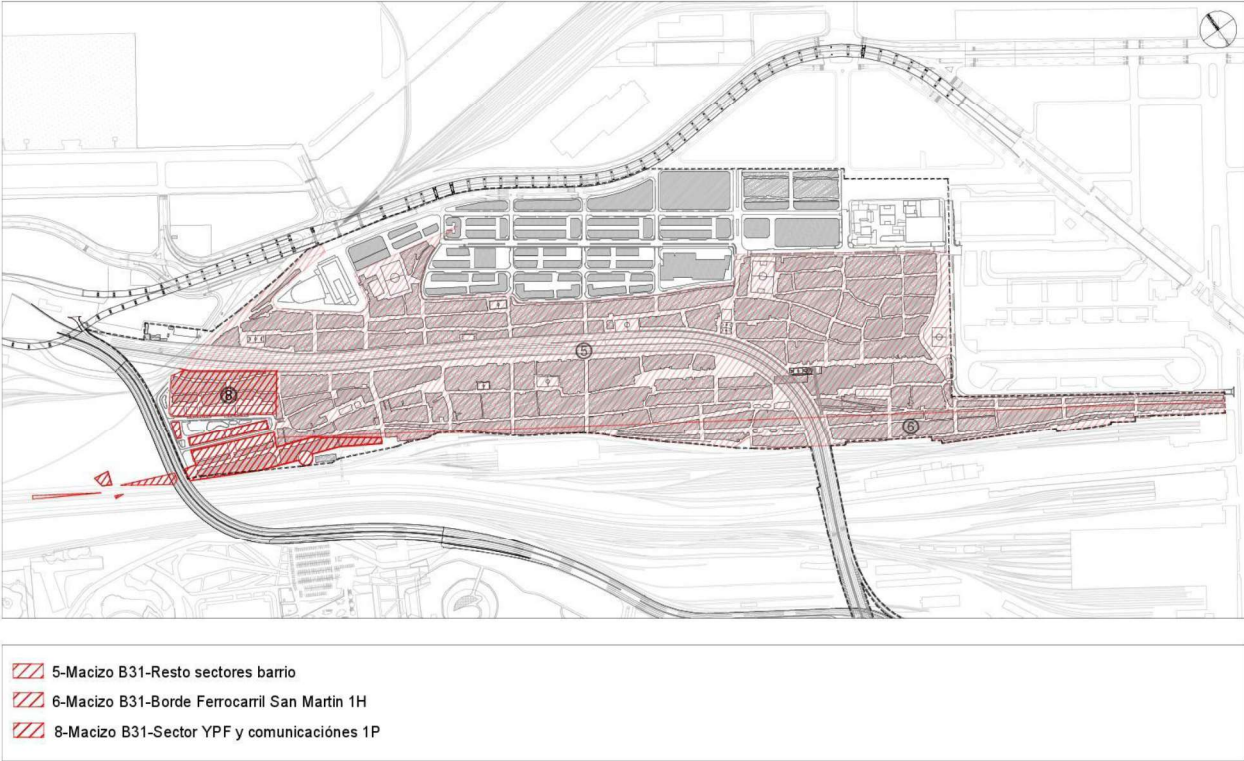 5
8
6
5-Macizo B31-Resto sectores barrio
6-Macizo B31-Borde Ferrocarril San Martin 1H
8-Macizo B31-Sector YPF y comunicaciónes 1P